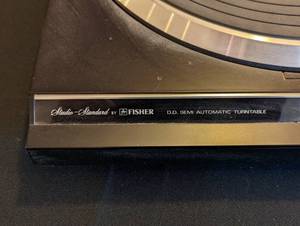 Studio-Standard BY FISHER D.D. SEMI AUTOMATIC TURNTABLE